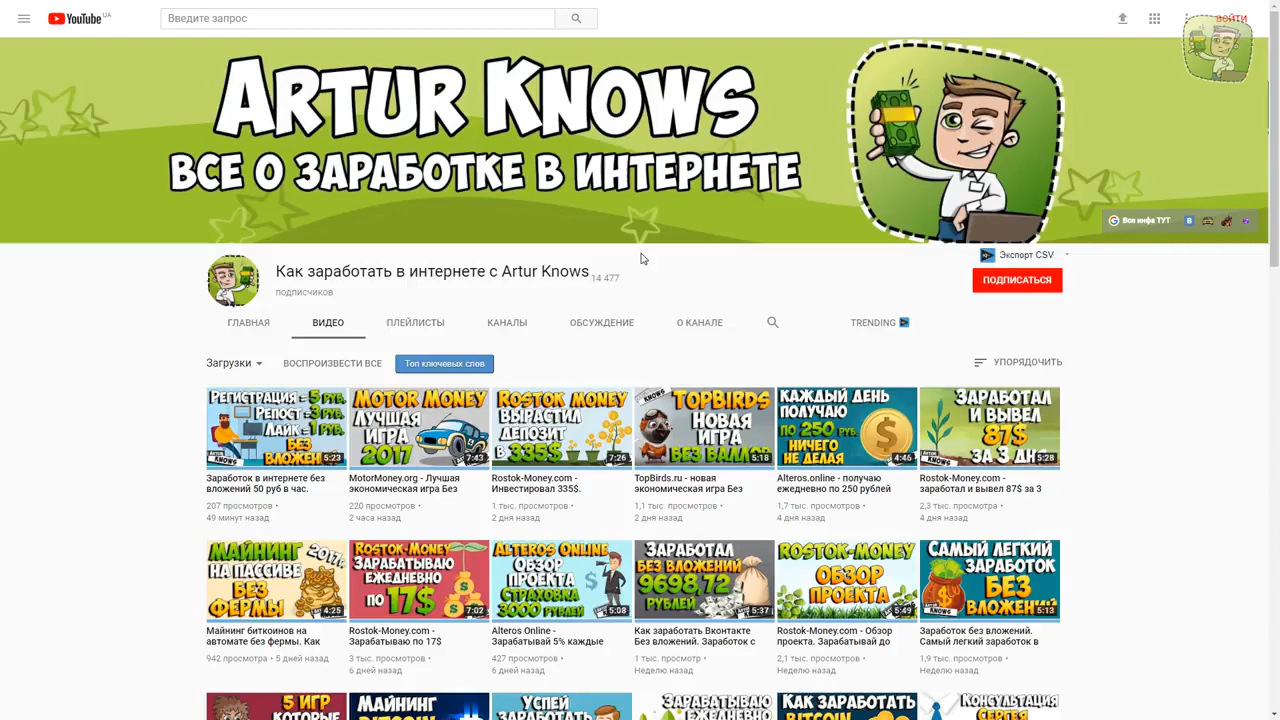 YouTube UA
Введите запрос
ВОЙТИ
ARTUR KNOWS
ВСЕ О ЗАРАБОТКЕ В ИНТЕРНЕТЕ
Вся инфа ТУТ
Экспорт CSV
Как заработать в интернете с Artur Knows 14 477
подписчиков
ПОДПИСАТЬСЯ
ГЛАВНАЯ ВИДЕО ПЛЕЙЛИСТЫ КАНАЛЫ ОБСУЖДЕНИЕ О КАНАЛЕ TRENDING
Загрузки ВОСПРОИЗВЕСТИ ВСЕ Топ ключевых слов УПОРЯДОЧИТЬ
РЕГИСТРАЦИЯ = 5 РУБ.
РЕПОСТ = 3 РУБ.
ЛАЙК = 1 РУБ.
БЕЗ
ВЛОЖЕНИ
5:23
Заработок в интернете без
вложений 50 руб в час.
207 просмотров •
49 минут назад
MOTOR MONEY
ЛУЧШАЯ
ИГРА
2017
7:43
MotorMoney.org - Лучшая
экономическая игра Без
220 просмотров •
2 часа назад
ROSTOK MONEY
ВЫРАСТИЛ
ДЕПОЗИТ
В 335$
7:26
Rostok-Money.com -
Инвестировал 335$.
1 тыс. просмотров •
2 дня назад
KNOWS
TOPBIRDS
НОВАЯ
ИГРА
БЕЗ БАЛЛ
5:18
TopBirds.ru - новая
экономическая игра Без
1,1 тыс. просмотров •
2 дня назад
КАЖДЫЙ ДЕНЬ
ПОЛУЧАЮ
ПО 250 РУБ
НИЧЕГО
НЕ ДЕЛАЯ
4:46
Alteros.online - получаю
ежедневно по 250 рублей
1,7 тыс. просмотров •
4 дня назад
ЗАРАБОТАЛ
И ВЫВЕЛ
87$
ЗА 3 ДН
5:28
Rostok-Money.com -
заработал и вывел 87$ за 3
2,3 тыс. просмотра •
4 дня назад
МАЙНИНГ 2017
НА ПАССИВЕ
БЕЗ
ФЕРМЫ
4:25
Майнинг биткоинов на
автомате без фермы. Как
942 просмотра • 5 дней назад
ROSTOK-MONEY
ЗАРАБАТЫВАЮ
ЕЖЕДНЕВНО
ПО 17$
7:02
Rostok-Money.com -
Зарабатываю по 17$
3 тыс. просмотров •
6 дней назад
ALTEROS ONLINE
ОБЗОР
ПРОЕКТА
СТРАХОВКА
3000 РУБЛЕЙ
5:08
Alteros Online -
Зарабатывай 5% каждые
427 просмотров •
6 дней назад
ЗАРАБОТАЛ
БЕЗ ВЛОЖЕНИЙ
9698,72
РУБЛЕЙ
5:37
Как заработать Вконтакте
Без вложений. Заработок с
1 тыс. просмотр •
Неделю назад
ROSTOK-MONEY
ОБЗОР
ПРОЕКТА
5:49
Rostok-Money.com - Обзор
проекта. Зарабатывай до
2,1 тыс. просмотров •
Неделю назад
САМЫЙ ЛЕГКИЙ
ЗАРАБОТОК
БЕЗ
ВЛОЖЕНИ
5:18
Заработок без вложений.
Самый легкий заработок в
1,9 тыс. просмотров •
Неделю назад
5 ИГР
КОТОРЫЕ
МАЙНИНГ
BITCOIN
УСПЕЙ
ЗАРАБОТАТЬ
ЗАРАБАТЫВАЮ
ЕЖЕДНЕВНО
КАК ЗАРАБОТАТЬ
BITCOIN
КОНСУЛЬТАЦИЯ
СЕРГЕЯ